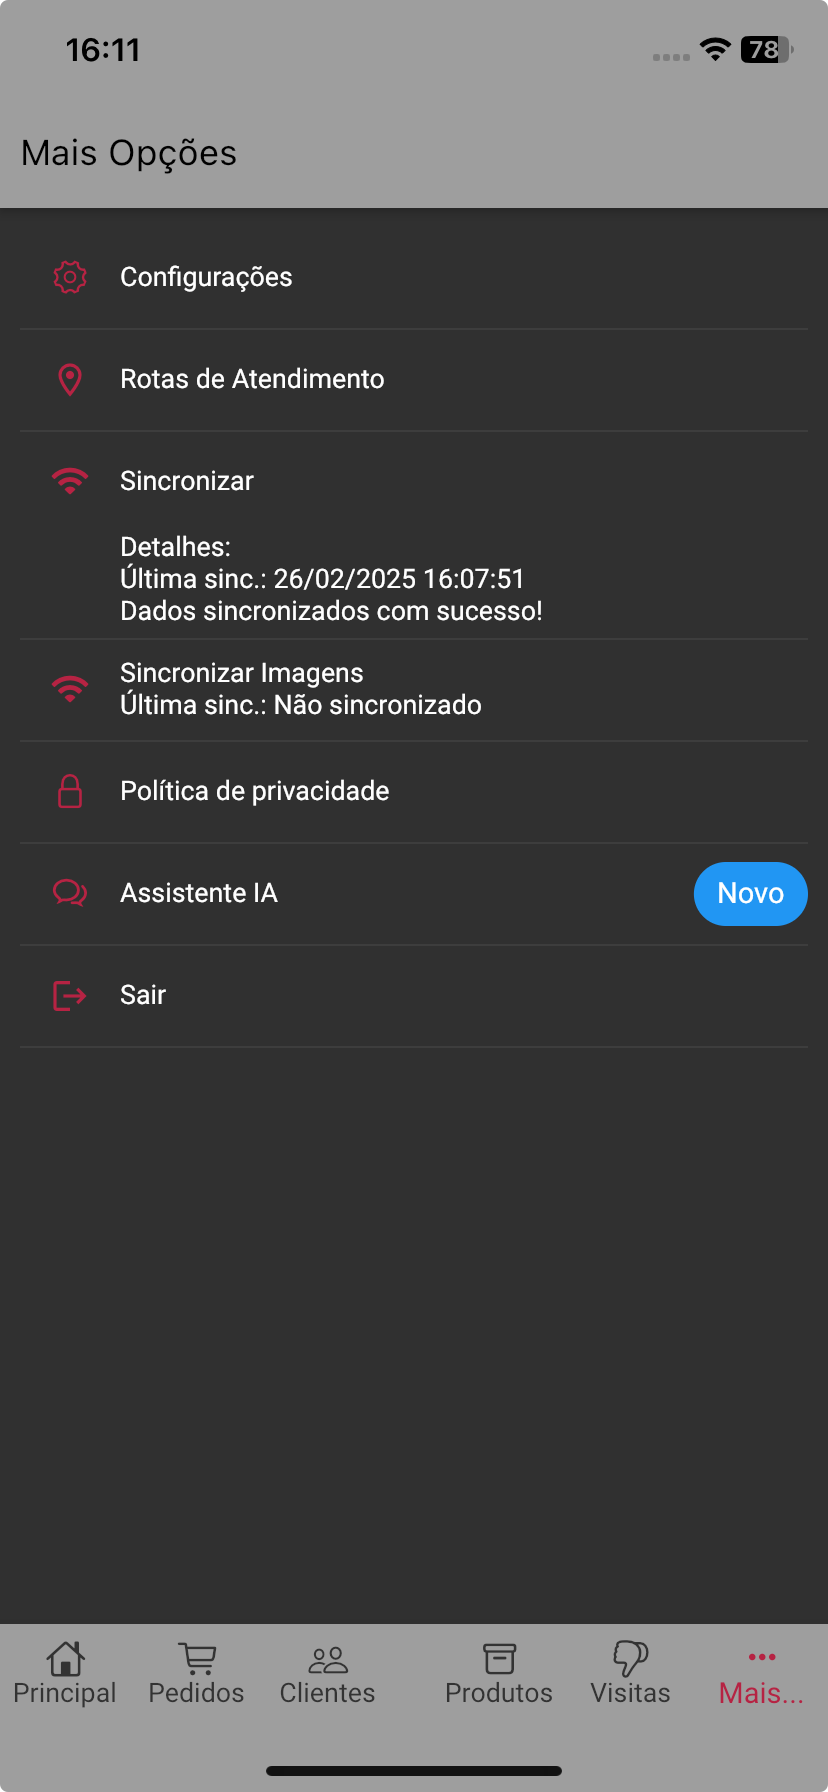 16:11
78
Mais Opções
Configurações
Rotas de Atendimento
Sincronizar
Detalhes:
Última sinc.: 26/02/2025 16:07:51
Dados sincronizados com sucesso!
Sincronizar Imagens
Última sinc.: Não sincronizado
Política de privacidade
Assistente IA
Novo
Sair
Principal
Pedidos
Clientes
Produtos
Visitas
Mais...